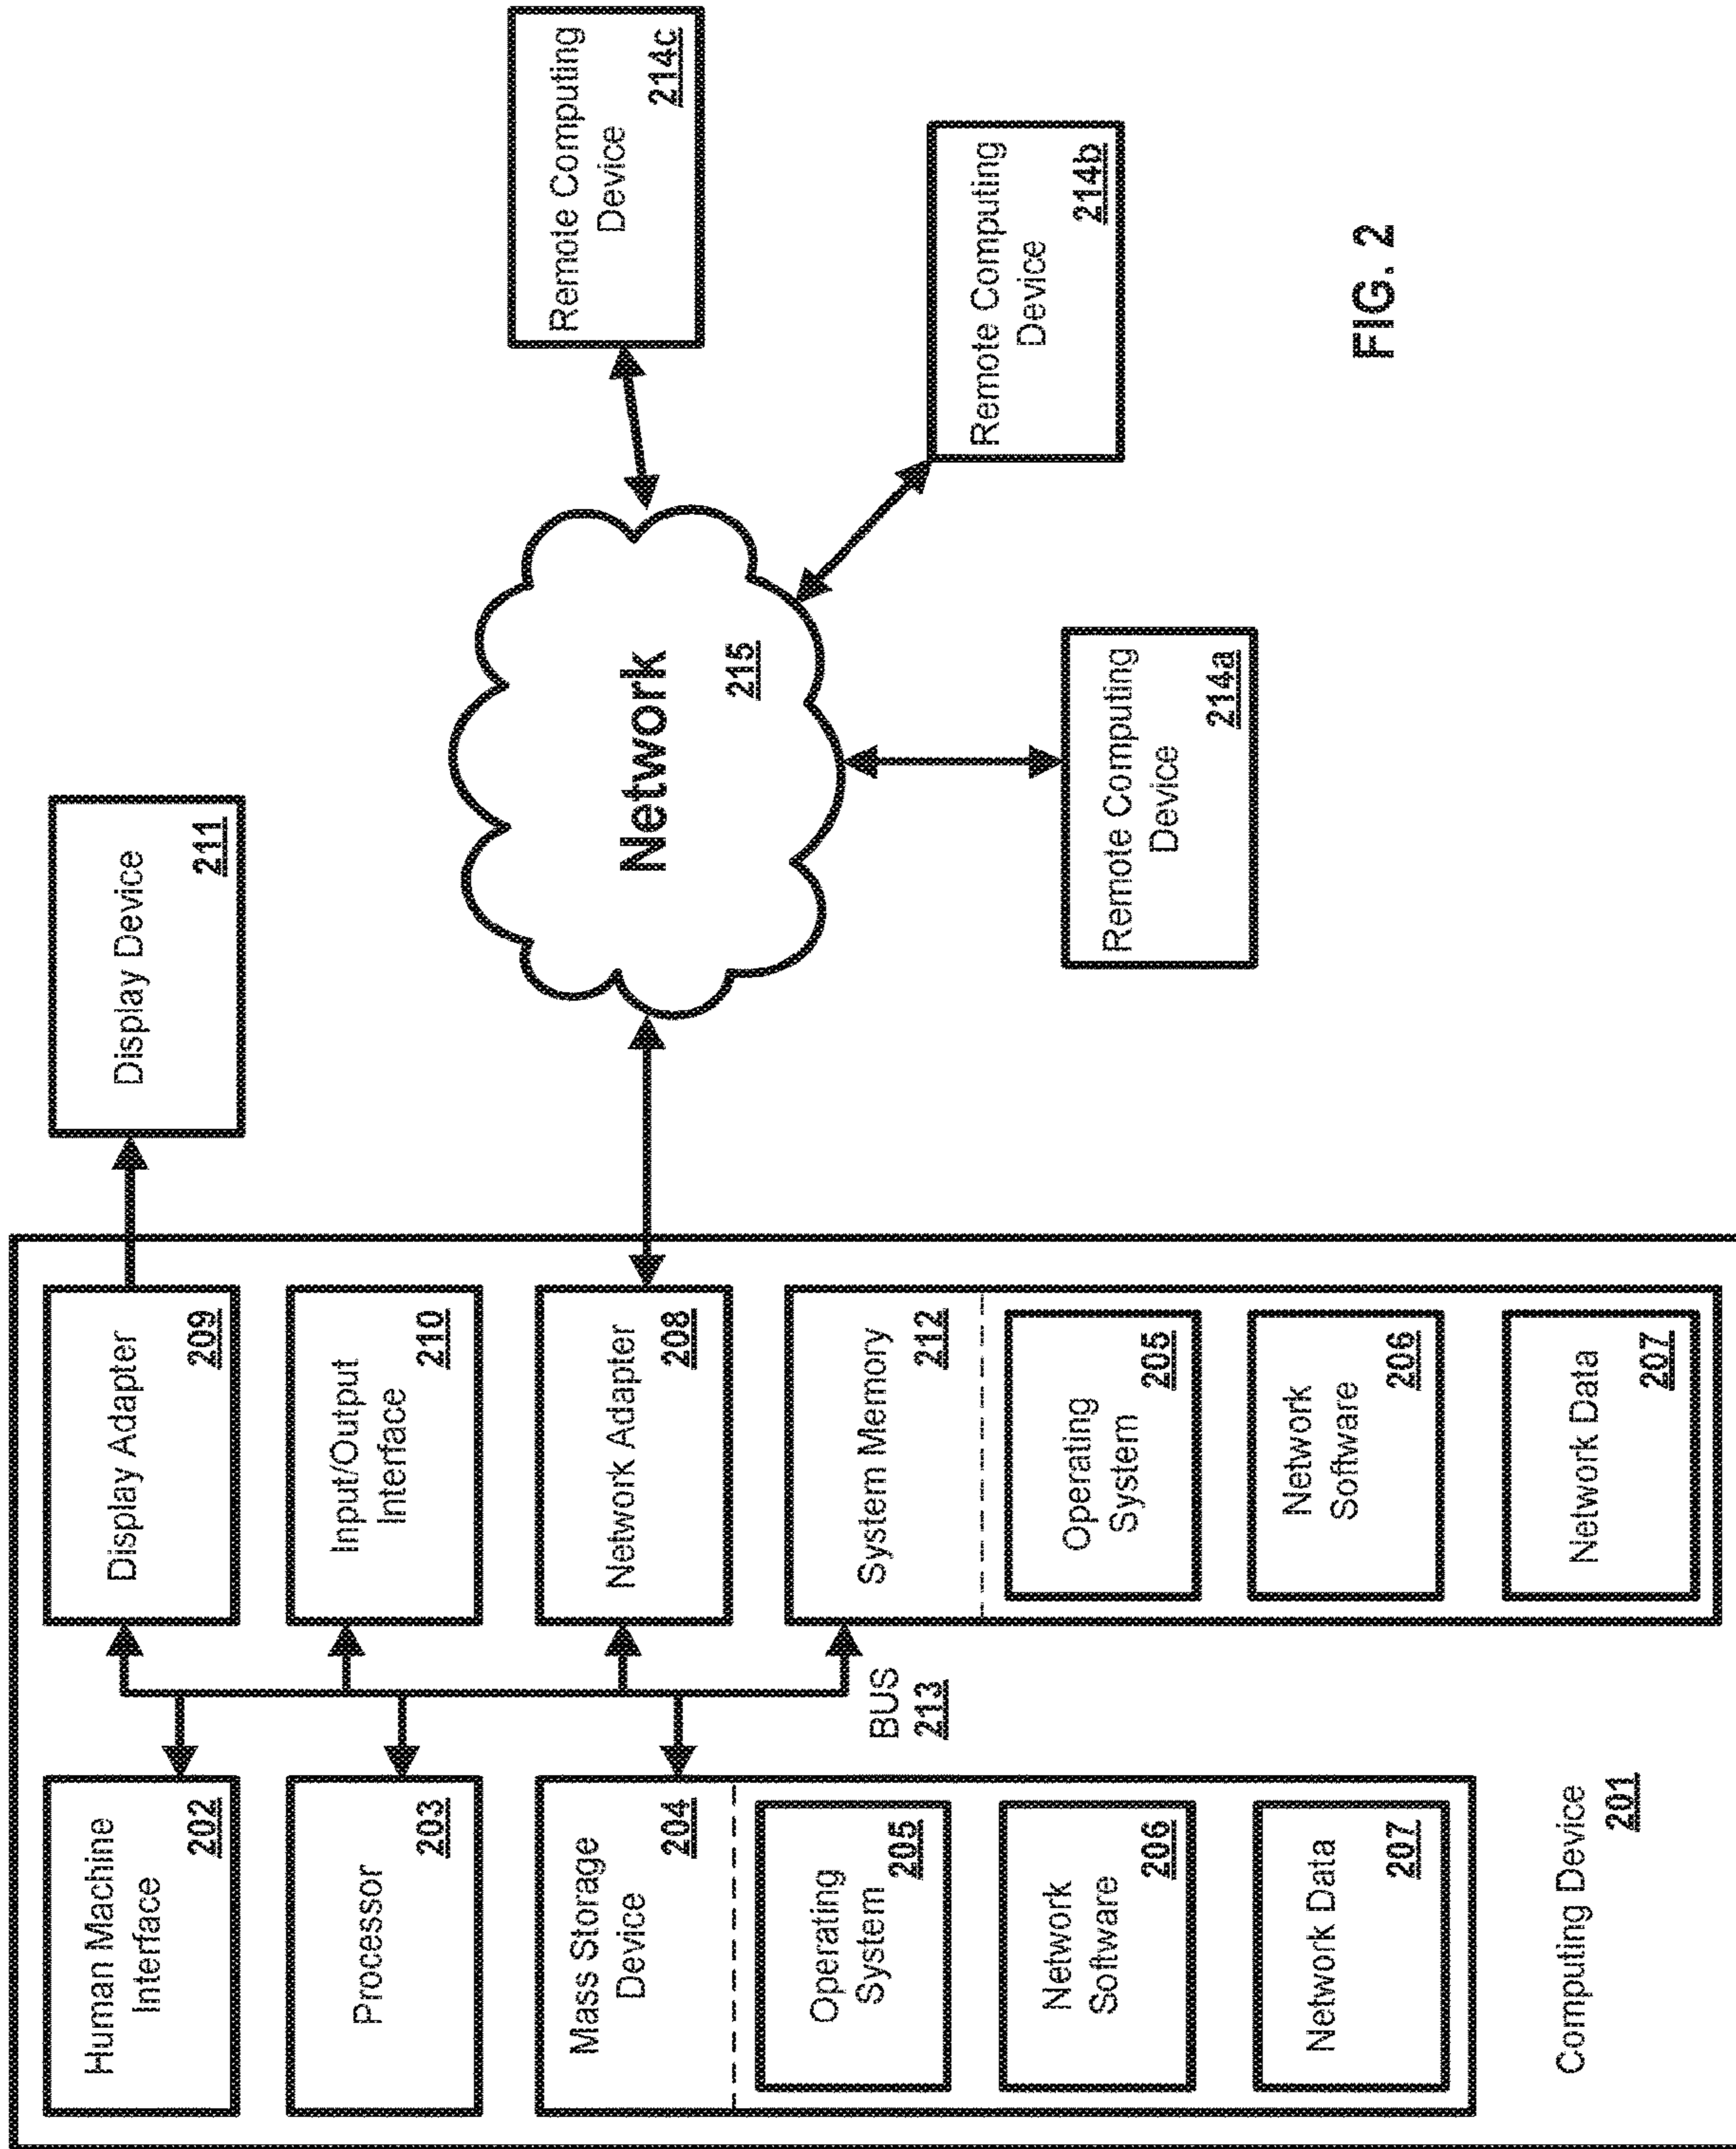 Human Machine
Interface
202
Processor
203
Mass Storage
Device
204
Operating
System
205
Network
Software
206
Network Data
207
Computing Device
201
BUS
213
Display Adapter
209
Input/Output
Interface
210
Network Adapter
208
System Memory
212
Operating
System
205
Network
Software
206
Network Data
207
Display Device
211
Network
215
Remote Computing
Device
214a
Remote Computing
Device
214b
Remote Computing
Device
214c
FIG. 2